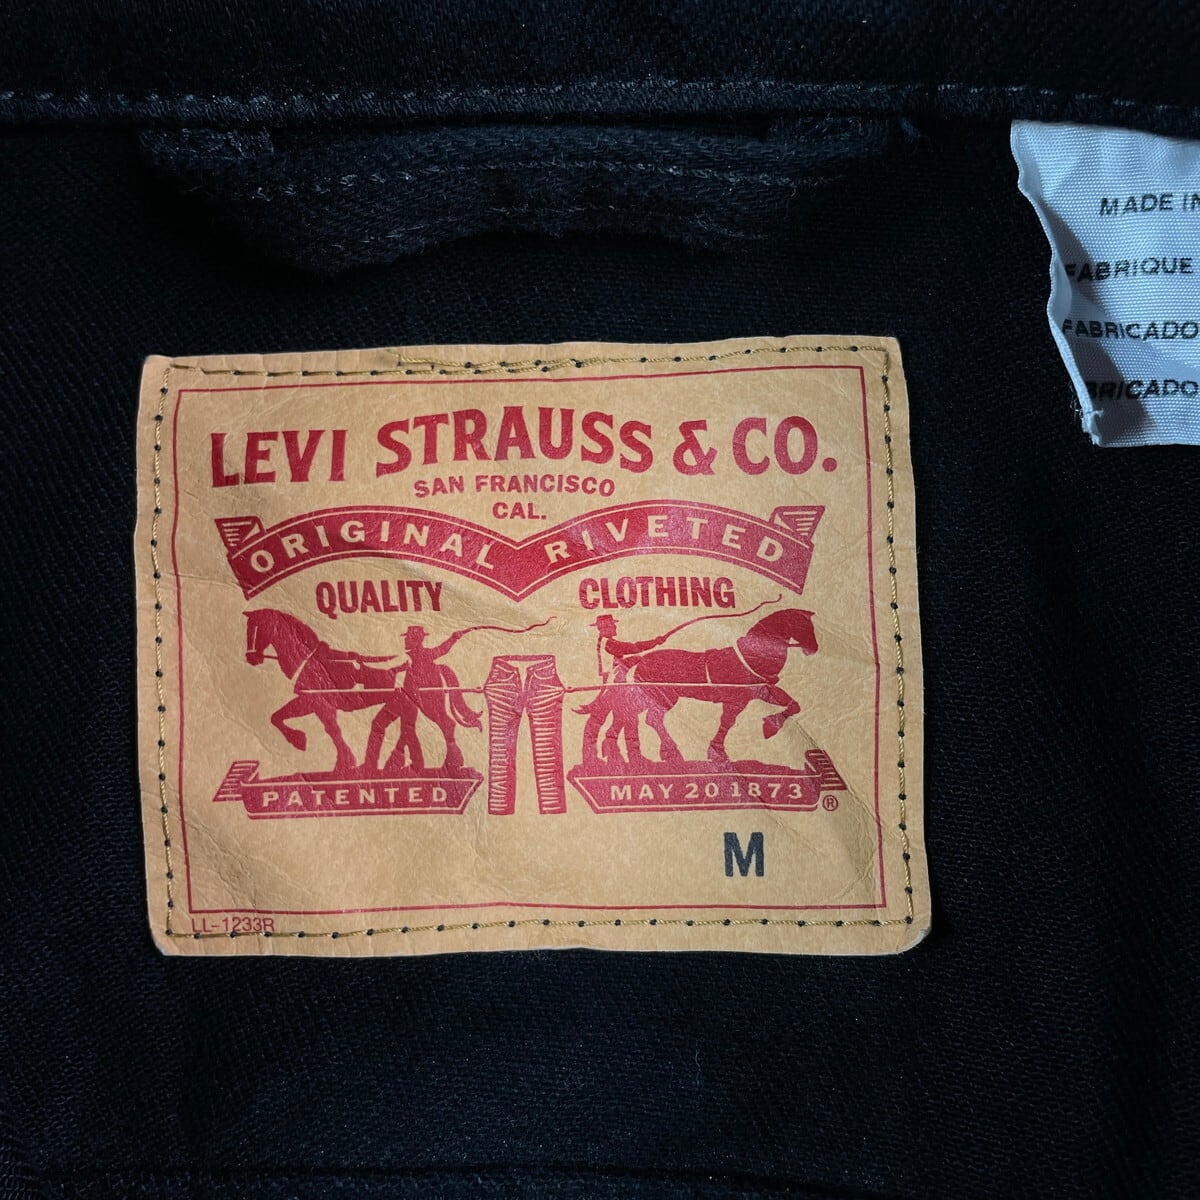 LEVI STRAUSS & CO.
SAN FRANCISCO
CAL.
ORIGINAL RIVETED
QUALITY CLOTHING
PATENTED MAY 20 1873 ®
M
LL-1233R
MADE IN
FABRIQUE
FABRICADO
BRICADO